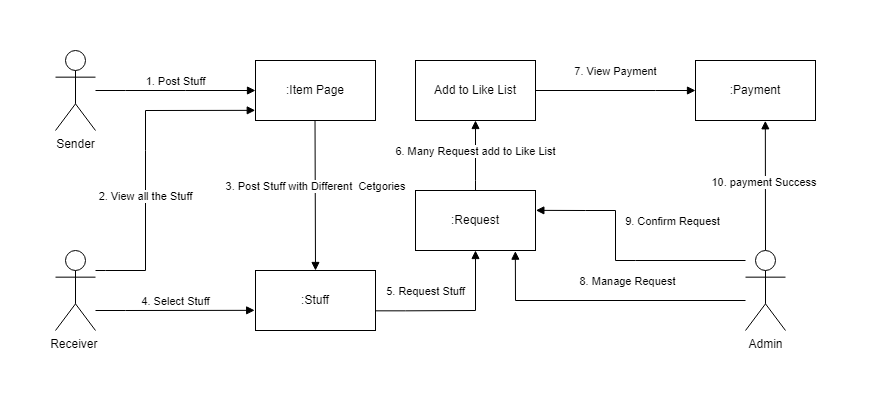 7. View Payment
1. Post Stuff
:Item Page
Add to Like List
:Payment
Sender
6. Many Request add to Like List
10. payment Success
3. Post Stuff with Different Cetgories
2. View all the Stuff
:Request
9. Confirm Request
8. Manage Request
5. Request Stuff
4. Select Stuff
:Stuff
Receiver
Admin